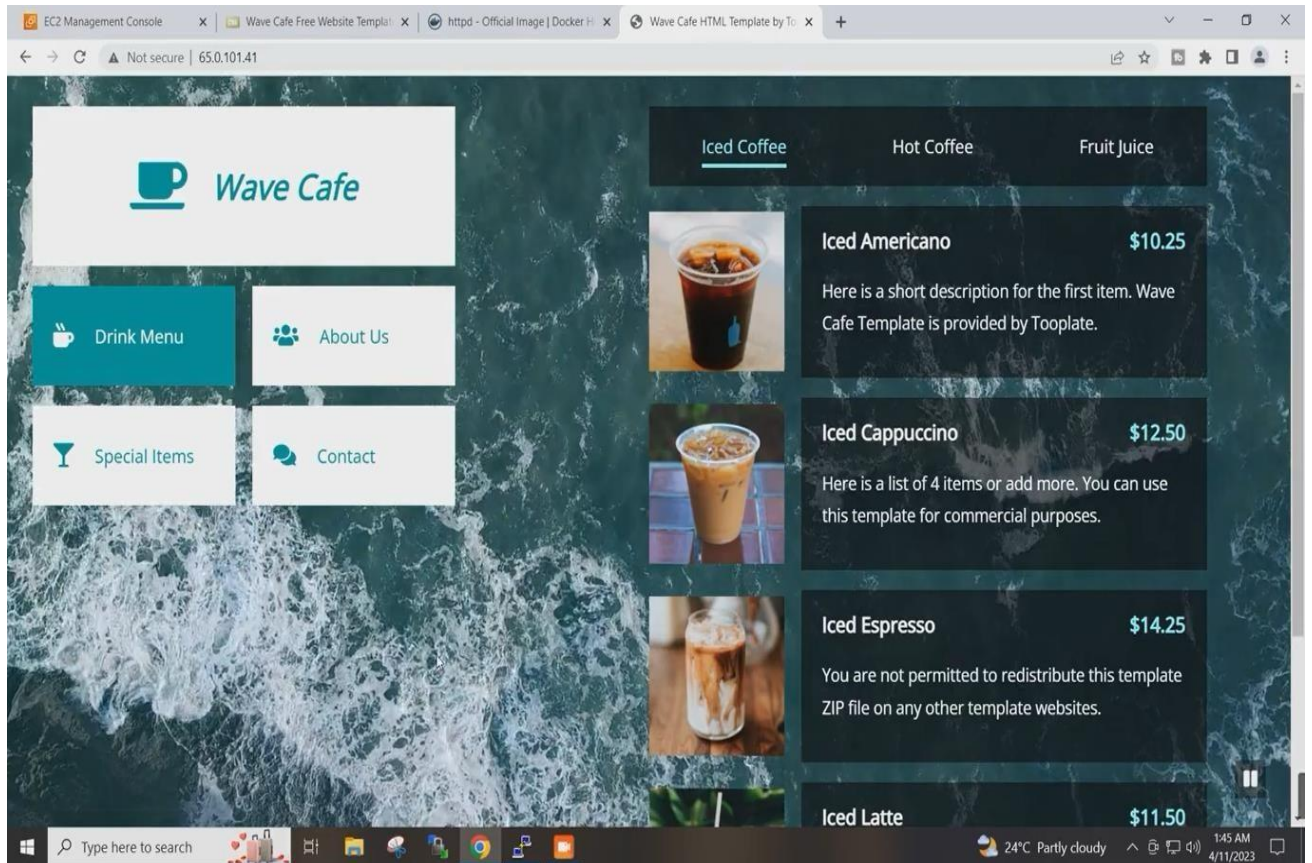 EC2 Management Console
Wave Cafe Free Website Templat
httpd - Official Image | Docker H
Wave Cafe HTML Template by Too
Not secure | 65.0.101.41
Wave Cafe
Drink Menu
About Us
Special Items
Contact
Iced Coffee
Hot Coffee
Fruit Juice
Iced Americano
$10.25
Here is a short description for the first item. Wave
Cafe Template is provided by Tooplate.
Iced Cappuccino
$12.50
Here is a list of 4 items or add more. You can use
this template for commercial purposes.
Iced Espresso
$14.25
You are not permitted to redistribute this template
ZIP file on any other template websites.
Iced Latte
$11.50
Type here to search
24°C Partly cloudy
1:45 AM
4/11/2023